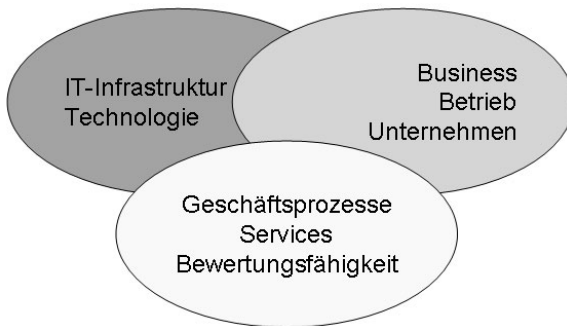 IT-Infrastruktur
Technologie
Business
Betrieb
Unternehmen
Geschäftsprozesse
Services
Bewertungsfähigkeit